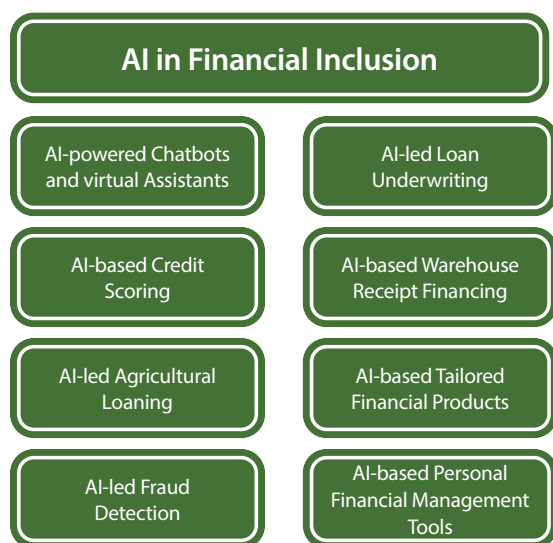 AI in Financial Inclusion
AI-powered Chatbots
and virtual Assistants
AI-led Loan
Underwriting
AI-based Credit
Scoring
AI-based Warehouse
Receipt Financing
AI-led Agricultural
Loaning
AI-based Tailored
Financial Products
AI-led Fraud
Detection
AI-based Personal
Financial Management
Tools